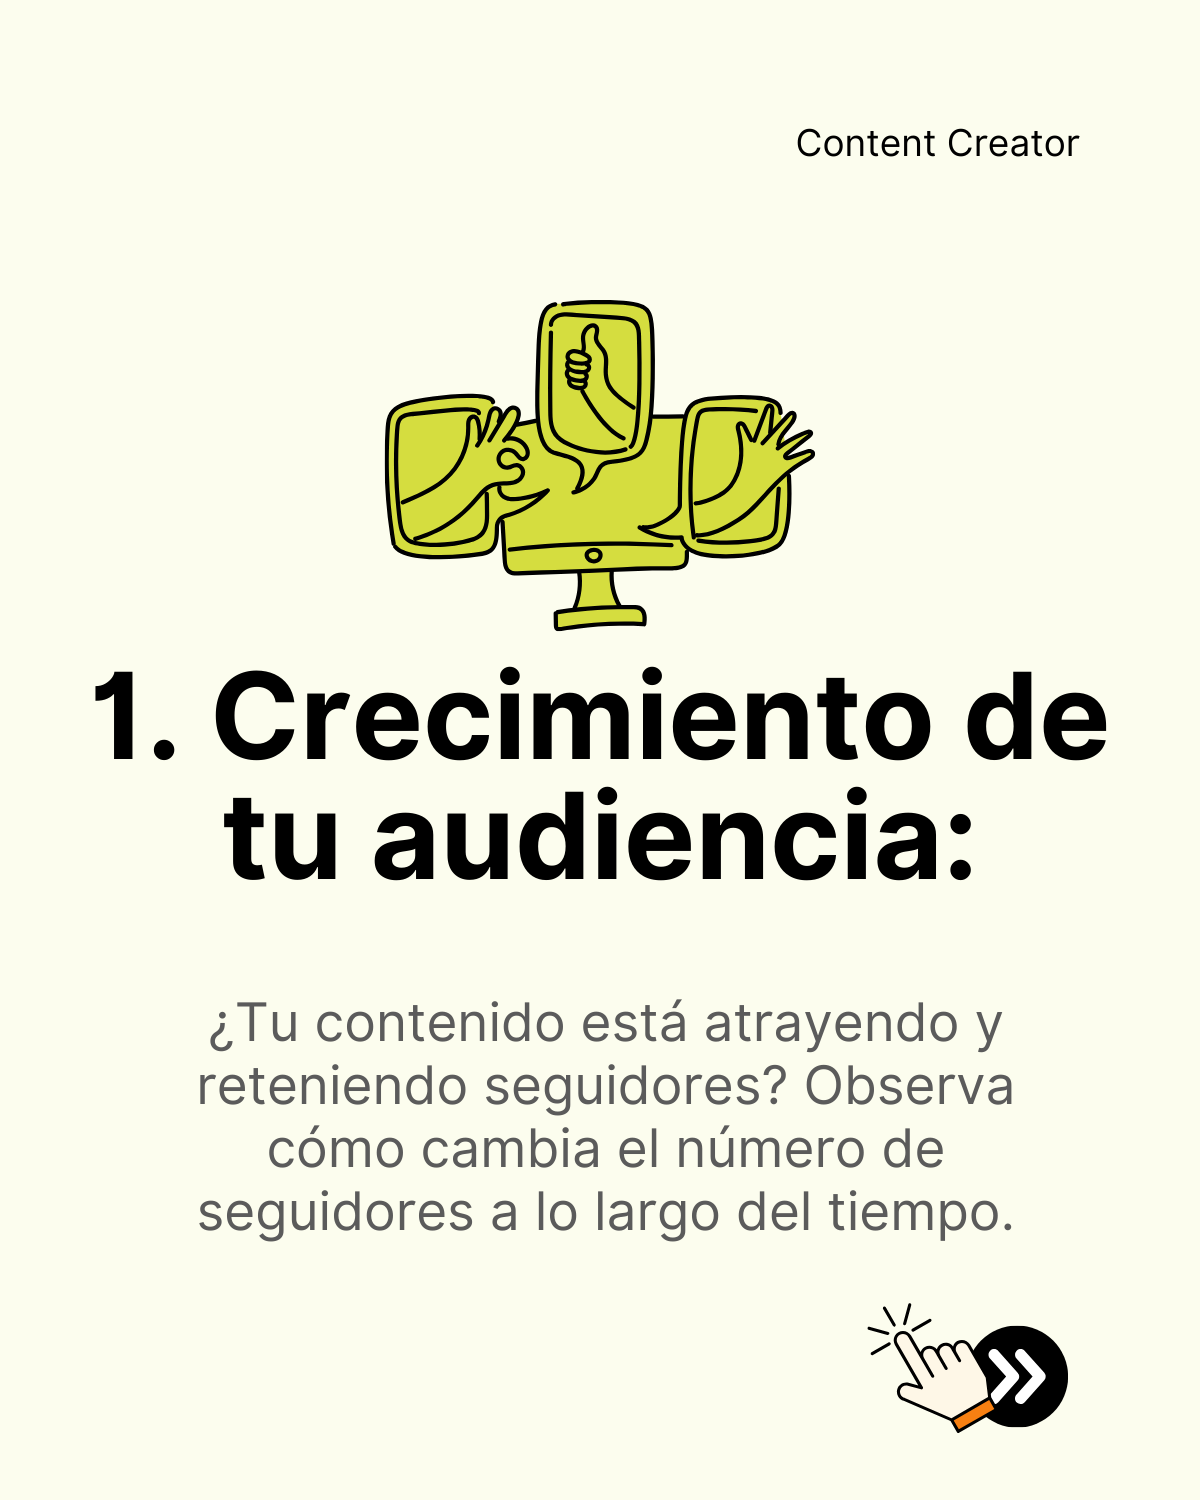 Content Creator
1. Crecimiento de
tu audiencia:
¿Tu contenido está atrayendo y
reteniendo seguidores? Observa
cómo cambia el número de
seguidores a lo largo del tiempo.